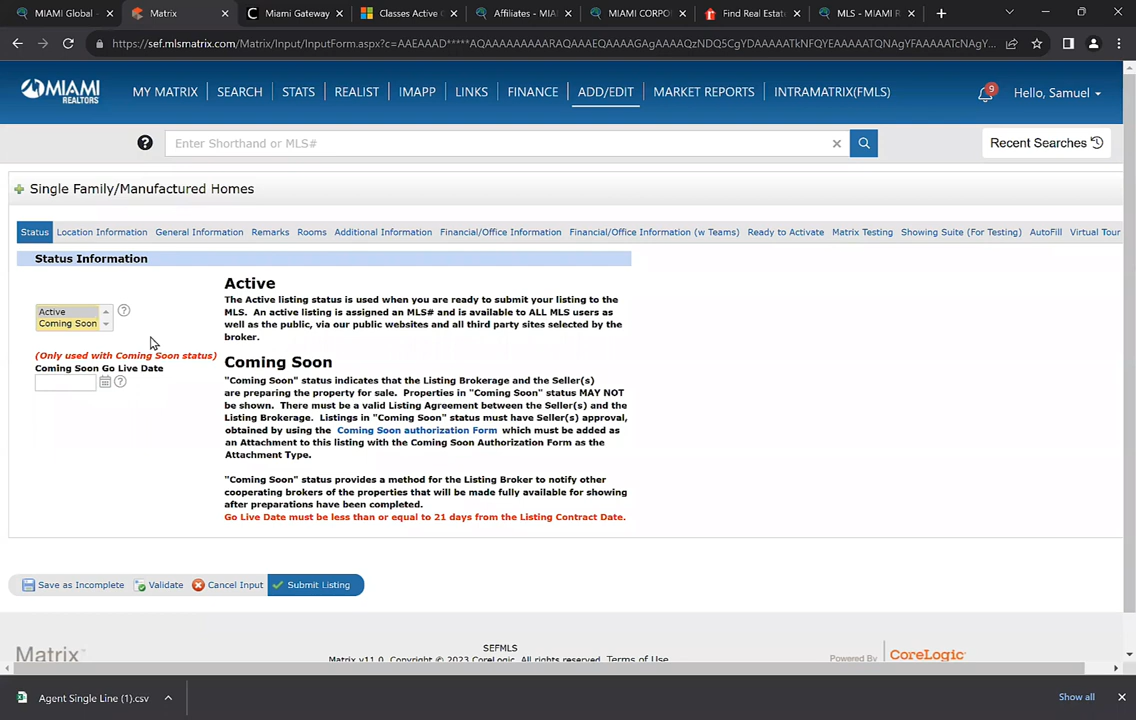 MIAMI Global -
Matrix
Miami Gateway
Classes Active C
Affiliates - MIA
MIAMI CORPO
Find Real Estate
MLS - MIAMI R
https://sef.mlsmatrix.com/Matrix/Input/InputForm.aspx?c=AAEAAAD*****AQAAAAAAAAARAQAAAEQAAAAGAgAAAAQzNDQ5CgYDAAAAATkNFQYEAAAAATQNAgYFAAAAATcNAgY...
MIAMI
REALTORS
MY MATRIX
SEARCH
STATS
REALIST
IMAPP
LINKS
FINANCE
ADD/EDIT
MARKET REPORTS
INTRAMATRIX(FMLS)
9
Hello, Samuel
Enter Shorthand or MLS#
Recent Searches
Single Family/Manufactured Homes
Status
Location Information
General Information
Remarks
Rooms
Additional Information
Financial/Office Information
Financial/Office Information (w Teams)
Ready to Activate
Matrix Testing
Showing Suite (For Testing)
AutoFill
Virtual Tour
Status Information
Active
Coming Soon
(Only used with Coming Soon status)
Coming Soon Go Live Date
Active
The Active listing status is used when you are ready to submit your listing to the
MLS. An active listing is assigned an MLS# and is available to ALL MLS users as
well as the public, via our public websites and all third party sites selected by the
broker.
Coming Soon
"Coming Soon" status indicates that the Listing Brokerage and the Seller(s)
are preparing the property for sale. Properties in "Coming Soon" status MAY NOT
be shown. There must be a valid Listing Agreement between the Seller(s) and the
Listing Brokerage. Listings in "Coming Soon" status must have Seller(s) approval,
obtained by using the Coming Soon authorization Form which must be added as
an Attachment to this listing with the Coming Soon Authorization Form as the
Attachment Type.
"Coming Soon" status provides a method for the Listing Broker to notify other
cooperating brokers of the properties that will be made fully available for showing
after preparations have been completed.
Go Live Date must be less than or equal to 21 days from the Listing Contract Date.
Save as Incomplete
Validate
Cancel Input
Submit Listing
Matrix™
SEFMLS
Matrix v11.0, Copyright © 2023 CoreLogic. All rights reserved. Terms of Use
Powered By
CoreLogic
Agent Single Line (1).csv
Show all